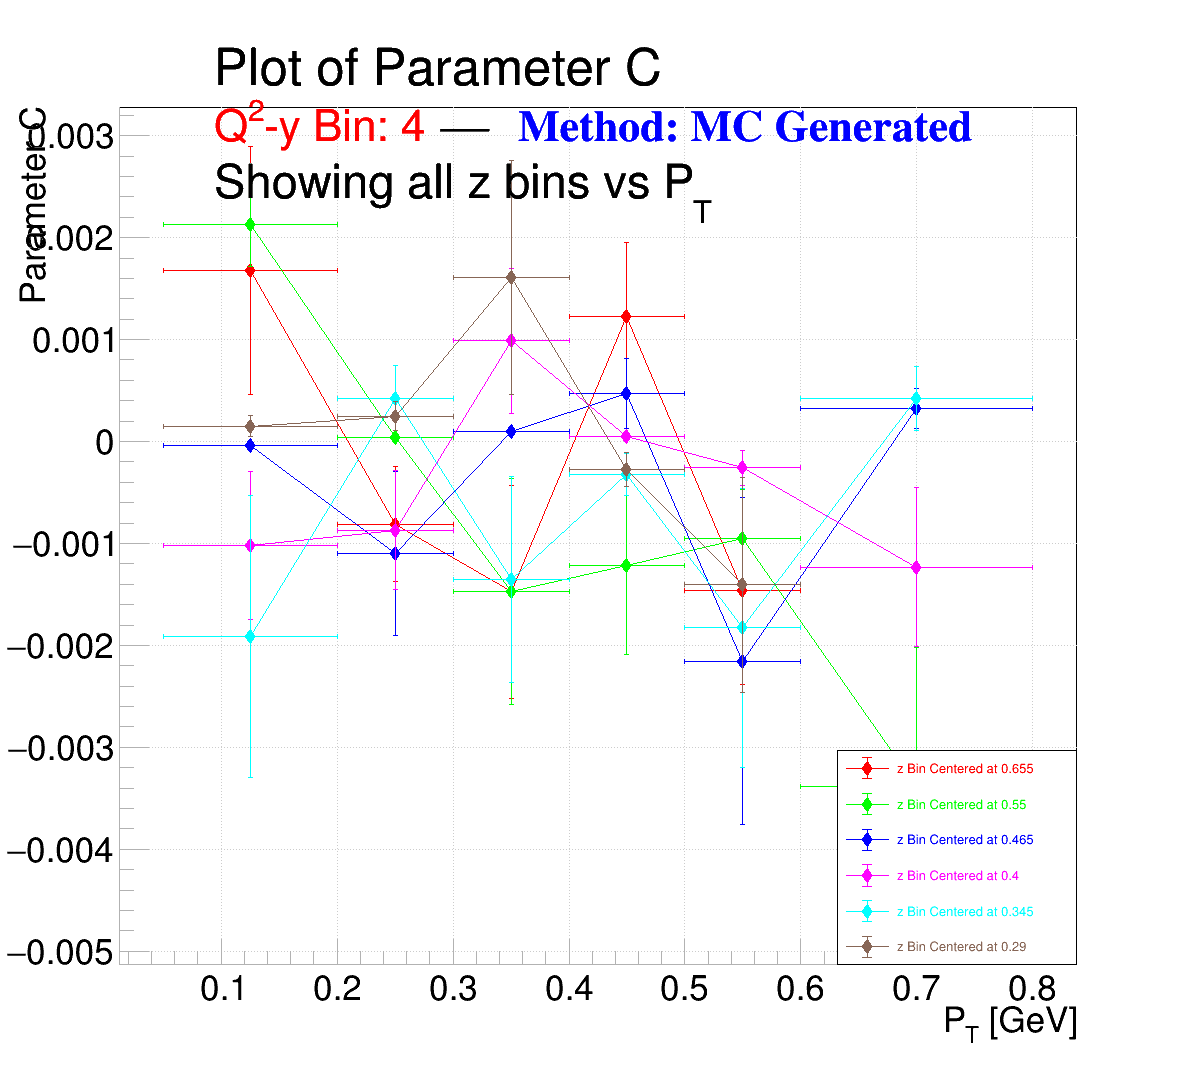 Plot of Parameter C
Q²-y Bin: 4 — Method: MC Generated
Showing all z bins vs P_T
Parameter C
0.003
0.002
0.001
0
−0.001
−0.002
−0.003
−0.004
−0.005
z Bin Centered at 0.655
z Bin Centered at 0.55
z Bin Centered at 0.465
z Bin Centered at 0.4
z Bin Centered at 0.345
z Bin Centered at 0.29
0.1 0.2 0.3 0.4 0.5 0.6 0.7 0.8
P_T [GeV]